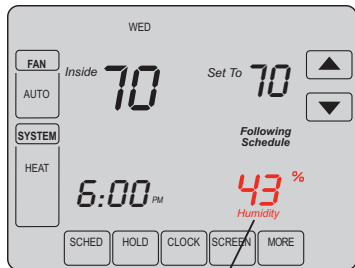 WED
FAN
AUTO
Inside 70
Set To 70
SYSTEM
HEAT
Following
Schedule
6:00 PM
43 %
Humidity
SCHED HOLD CLOCK SCREEN MORE